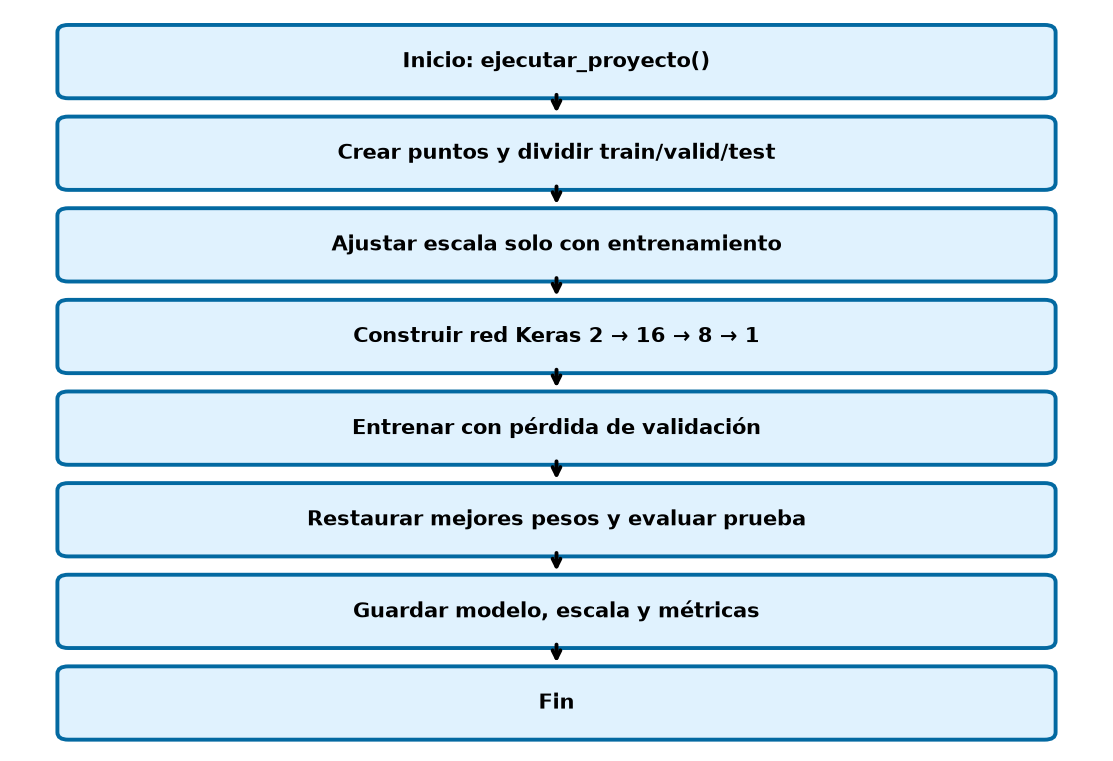 Inicio: ejecutar_proyecto()
Crear puntos y dividir train/valid/test
Ajustar escala solo con entrenamiento
Construir red Keras 2 → 16 → 8 → 1
Entrenar con pérdida de validación
Restaurar mejores pesos y evaluar prueba
Guardar modelo, escala y métricas
Fin